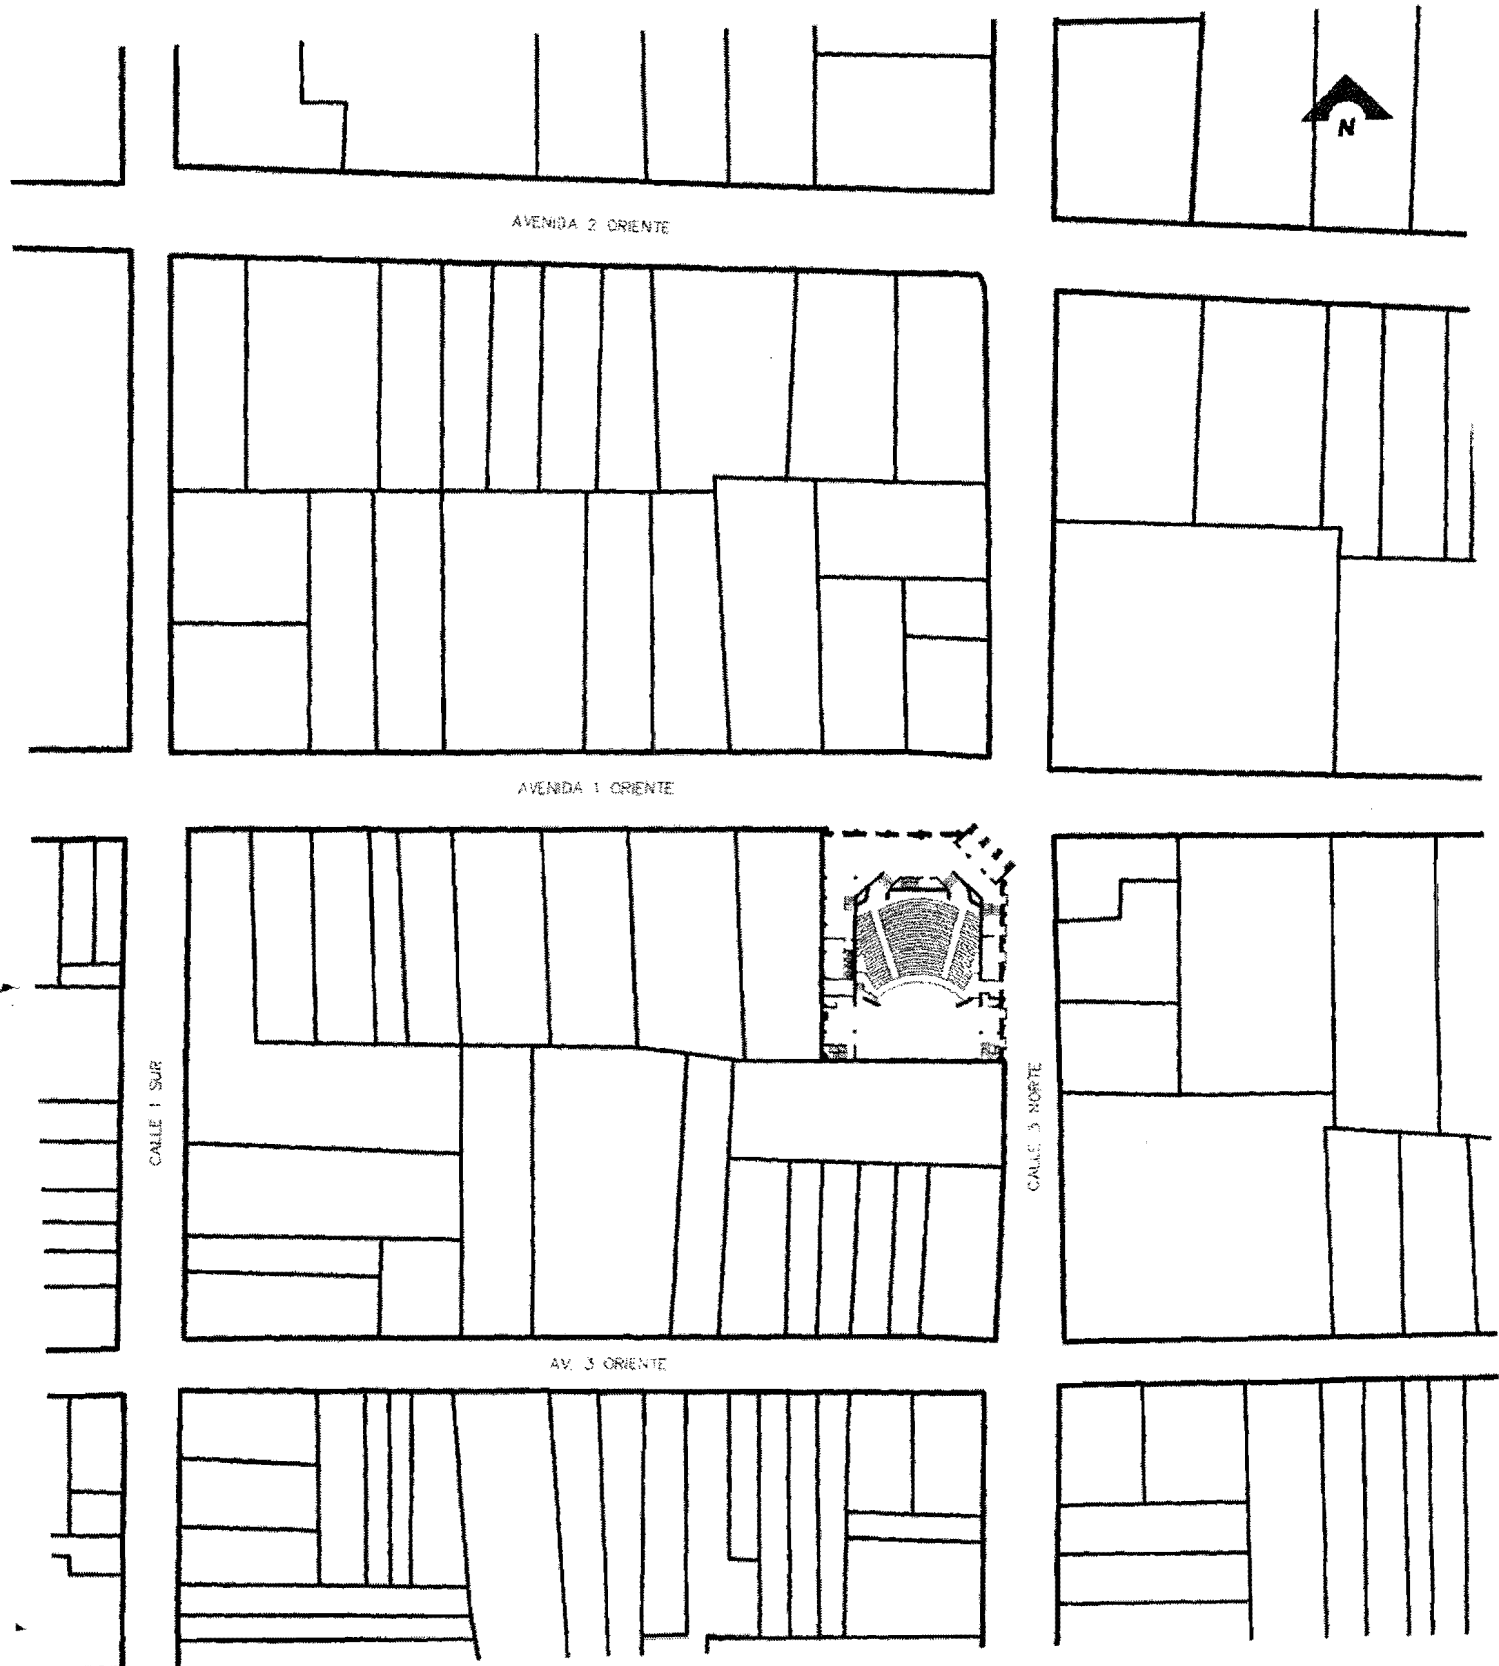 N
AVENIDA 2 ORIENTE
AVENIDA 1 ORIENTE
CALLE 1 SUR
CALLE 3 NORTE
AV. 3 ORIENTE